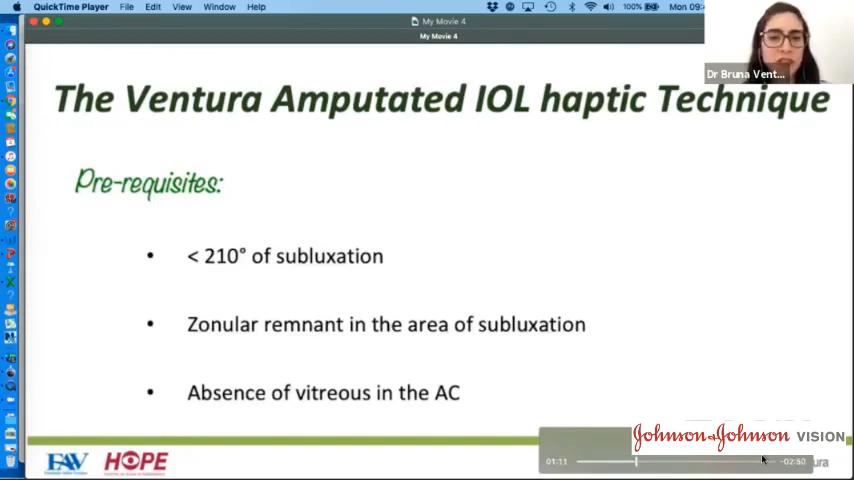 QuickTime Player File Edit View Window Help
100% Mon 09:4
My Movie 4
My Movie 4
Dr Bruna Vent...
The Ventura Amputated IOL haptic Technique
Pre-requisites:
• < 210° of subluxation
• Zonular remnant in the area of subluxation
• Absence of vitreous in the AC
Johnson & Johnson VISION
01:11
-02:50
ura
FAV
HOPE